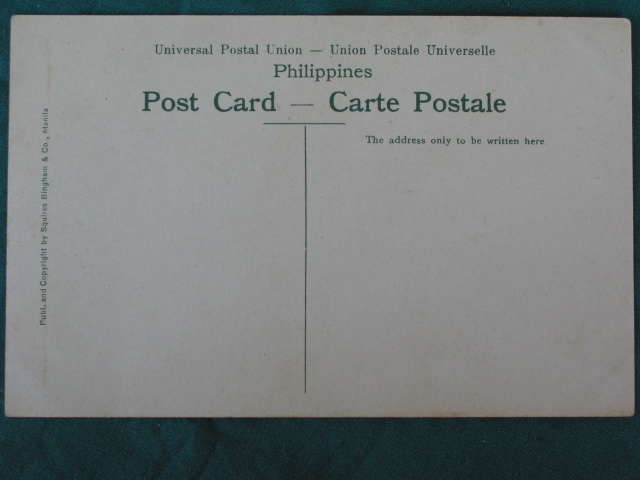 Universal Postal Union — Union Postale Universelle
Philippines
Post Card — Carte Postale
The address only to be written here.
Publ. and Copyright by Squires Bingham & Co., Manila